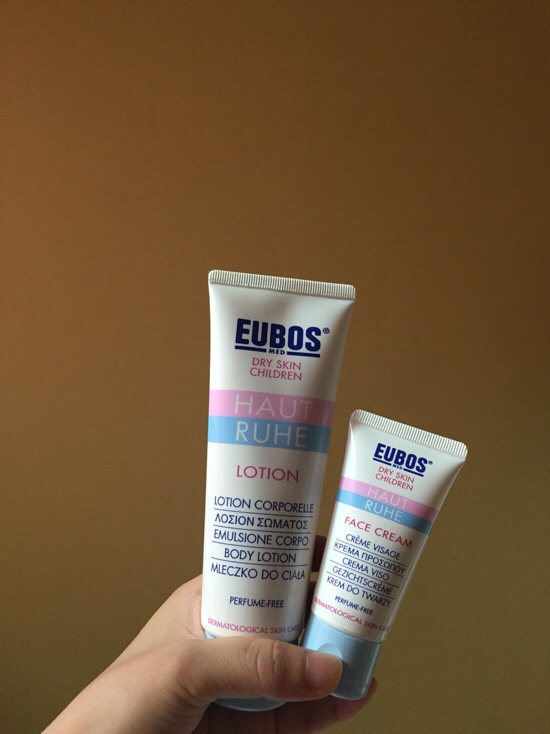 EUBOS®
MED
DRY SKIN
CHILDREN
HAUT
RUHE
LOTION
LOTION CORPORELLE
ΛΟΣΙΟΝ ΣΩΜΑΤΟΣ
EMULSIONE CORPO
BODY LOTION
MLECZKO DO CIAŁA
PERFUME-FREE
DERMATOLOGICAL SKIN CARE
EUBOS®
MED
DRY SKIN
CHILDREN
HAUT
RUHE
FACE CREAM
CRÈME VISAGE
ΚΡΕΜΑ ΠΡΟΣΩΠΟΥ
CREMA VISO
GEZICHTSCRÈME
KREM DO TWARZY
PERFUME-FREE
DERMATOLOGICAL SKIN CARE